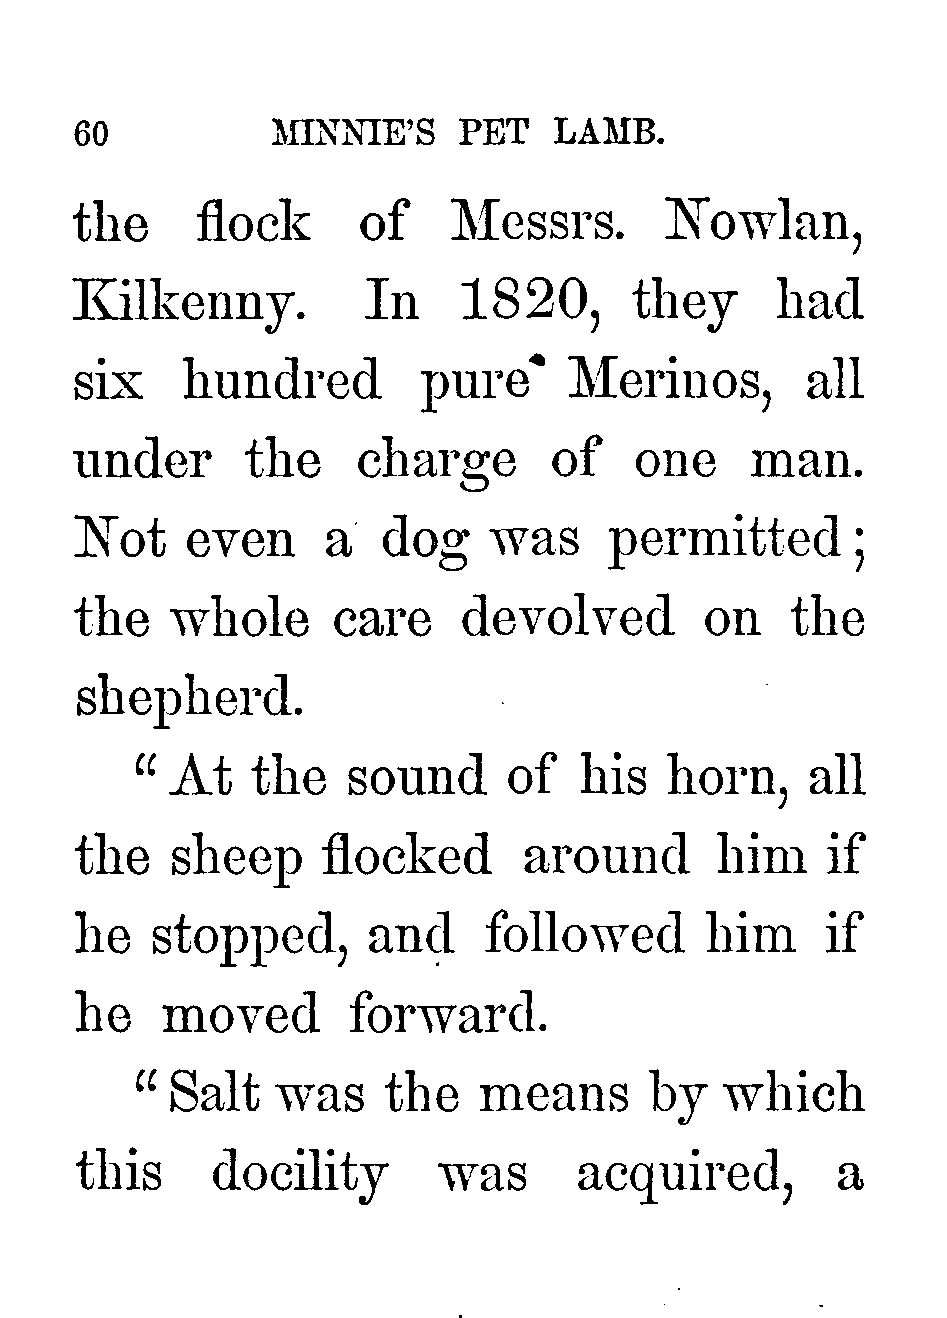 60 MINNIE'S PET LAMB.
the flock of Messrs. Nowlan,
Kilkenny. In 1820, they had
six hundred pure Merinos, all
under the charge of one man.
Not even a dog was permitted;
the whole care devolved on the
shepherd.
"At the sound of his horn, all
the sheep flocked around him if
he stopped, and followed him if
he moved forward.
"Salt was the means by which
this docility was acquired, a